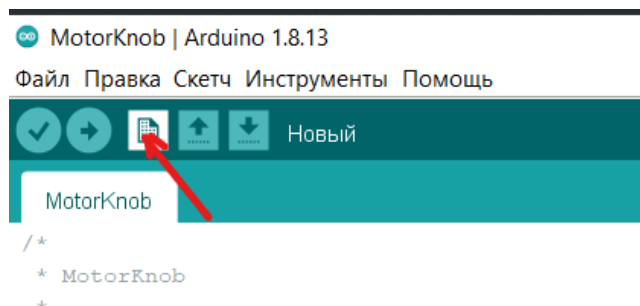 MotorKnob | Arduino 1.8.13
Файл Правка Скетч Инструменты Помощь
Новый
MotorKnob
/*
* MotorKnob
*